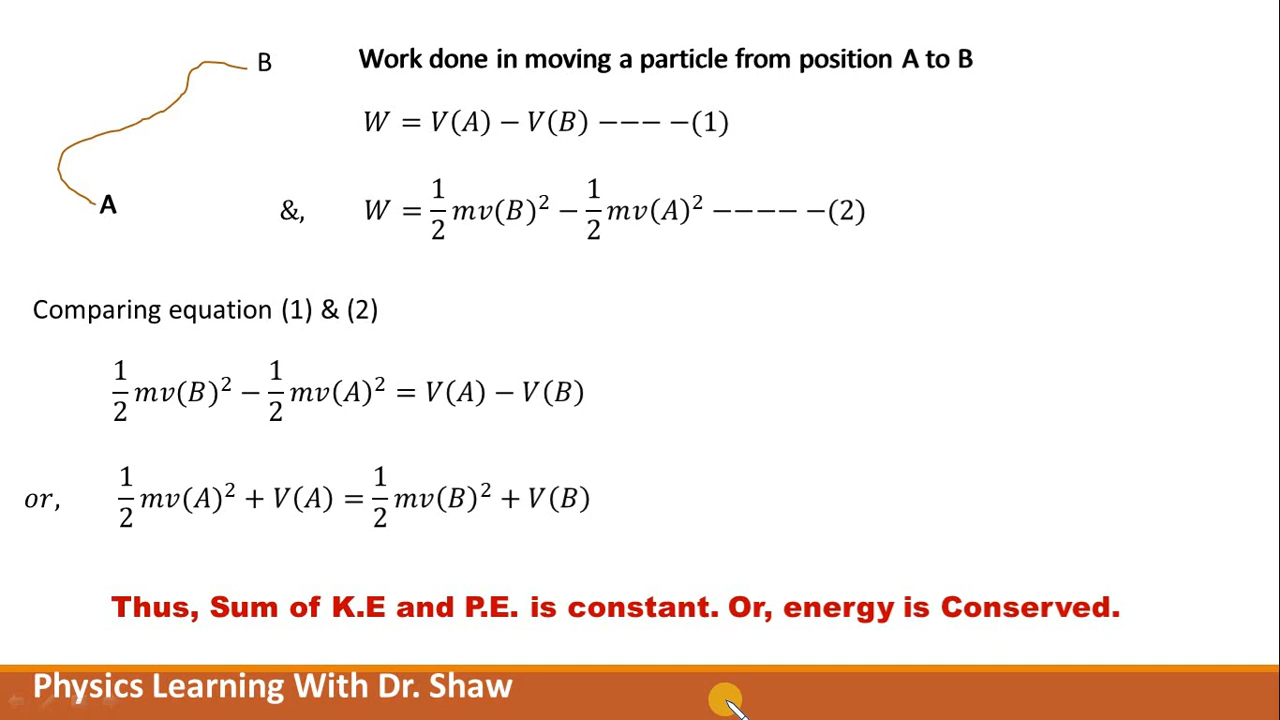 B
Work done in moving a particle from position A to B
W = V(A) − V(B) −−− −(1)
A
&, W = 1/2 mv(B)² − 1/2 mv(A)² −−−− −(2)
Comparing equation (1) & (2)
1/2 mv(B)² − 1/2 mv(A)² = V(A) − V(B)
or, 1/2 mv(A)² + V(A) = 1/2 mv(B)² + V(B)
Thus, Sum of K.E and P.E. is constant. Or, energy is Conserved.
Physics Learning With Dr. Shaw